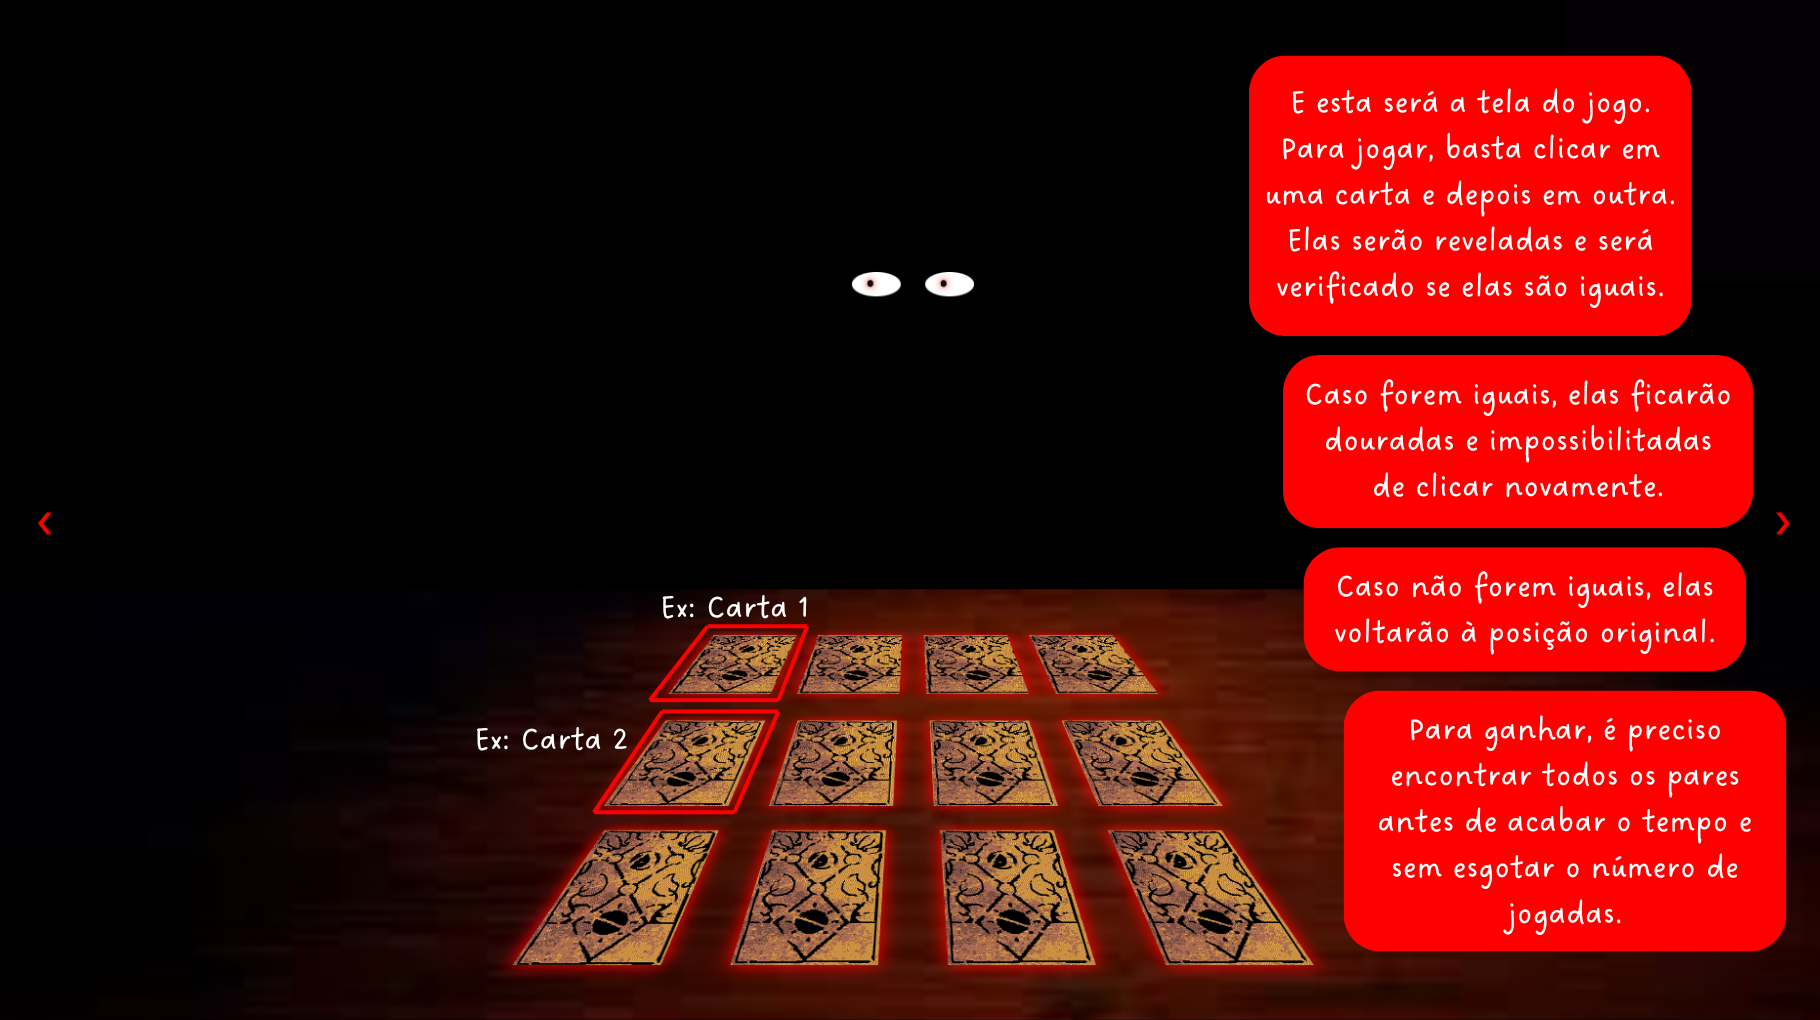 E esta será a tela do jogo.
Para jogar, basta clicar em
uma carta e depois em outra.
Elas serão reveladas e será
verificado se elas são iguais.
Caso forem iguais, elas ficarão
douradas e impossibilitadas
de clicar novamente.
Caso não forem iguais, elas
voltarão à posição original.
Para ganhar, é preciso
encontrar todos os pares
antes de acabar o tempo e
sem esgotar o número de
jogadas.
Ex: Carta 1
Ex: Carta 2